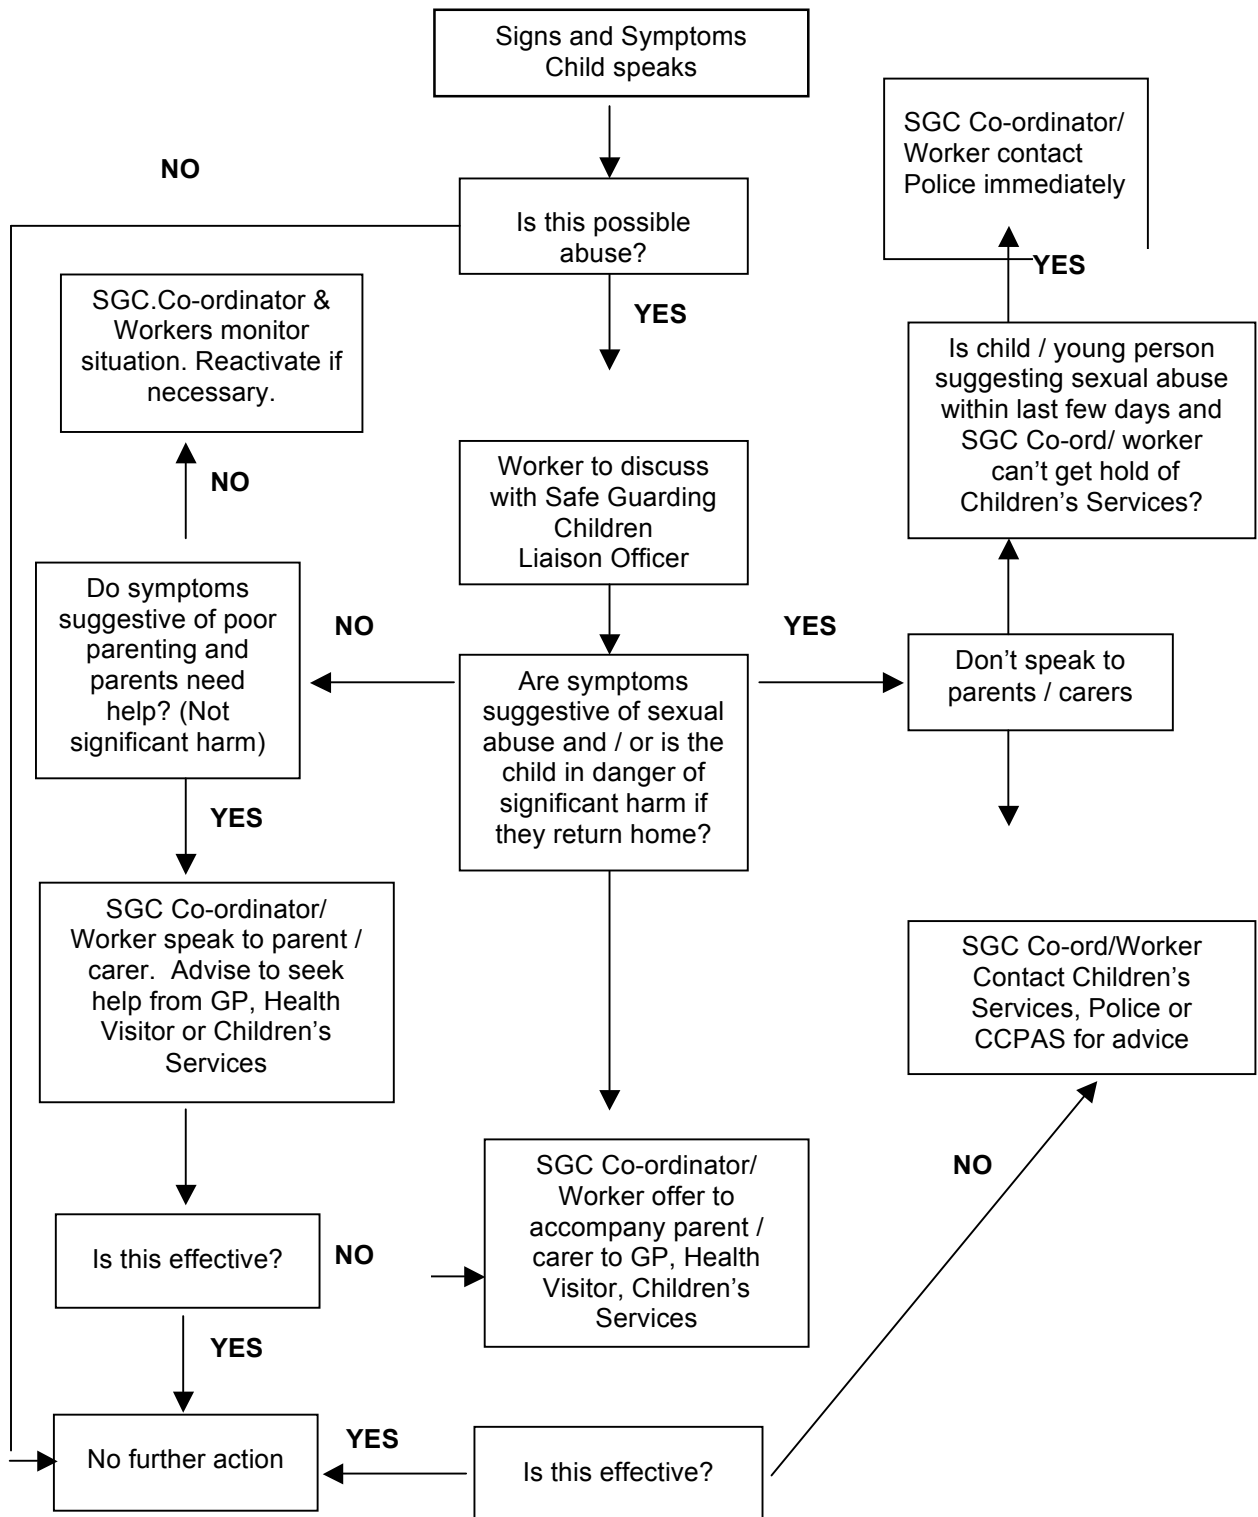 Signs and Symptoms
Child speaks
SGC Co-ordinator/
Worker contact
Police immediately
NO
Is this possible
abuse?
YES
YES
SGC.Co-ordinator &
Workers monitor
situation. Reactivate if
necessary.
Is child / young person
suggesting sexual abuse
within last few days and
SGC Co-ord/ worker
can't get hold of
Children's Services?
NO
Worker to discuss
with Safe Guarding
Children
Liaison Officer
Do symptoms
suggestive of poor
parenting and
parents need
help? (Not
significant harm)
NO
YES
Are symptoms
suggestive of sexual
abuse and / or is the
child in danger of
significant harm if
they return home?
Don't speak to
parents / carers
YES
SGC Co-ordinator/
Worker speak to parent /
carer. Advise to seek
help from GP, Health
Visitor or Children's
Services
SGC Co-ord/Worker
Contact Children's
Services, Police or
CCPAS for advice
SGC Co-ordinator/
Worker offer to
accompany parent /
carer to GP, Health
Visitor, Children's
Services
NO
Is this effective?
NO
YES
No further action
YES
Is this effective?